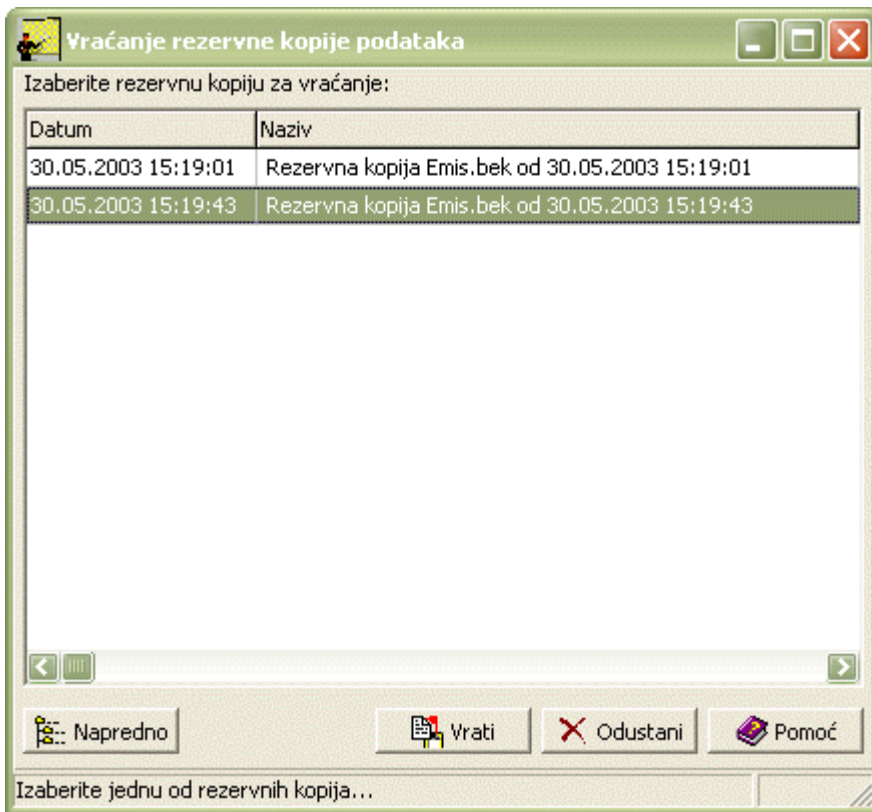 Vraćanje rezervne kopije podataka
Izaberite rezervnu kopiju za vraćanje:
Datum Naziv
30.05.2003 15:19:01 Rezervna kopija Emis.bek od 30.05.2003 15:19:01
30.05.2003 15:19:43 Rezervna kopija Emis.bek od 30.05.2003 15:19:43
Napredno Vrati Odustani Pomoć
Izaberite jednu od rezervnih kopija...